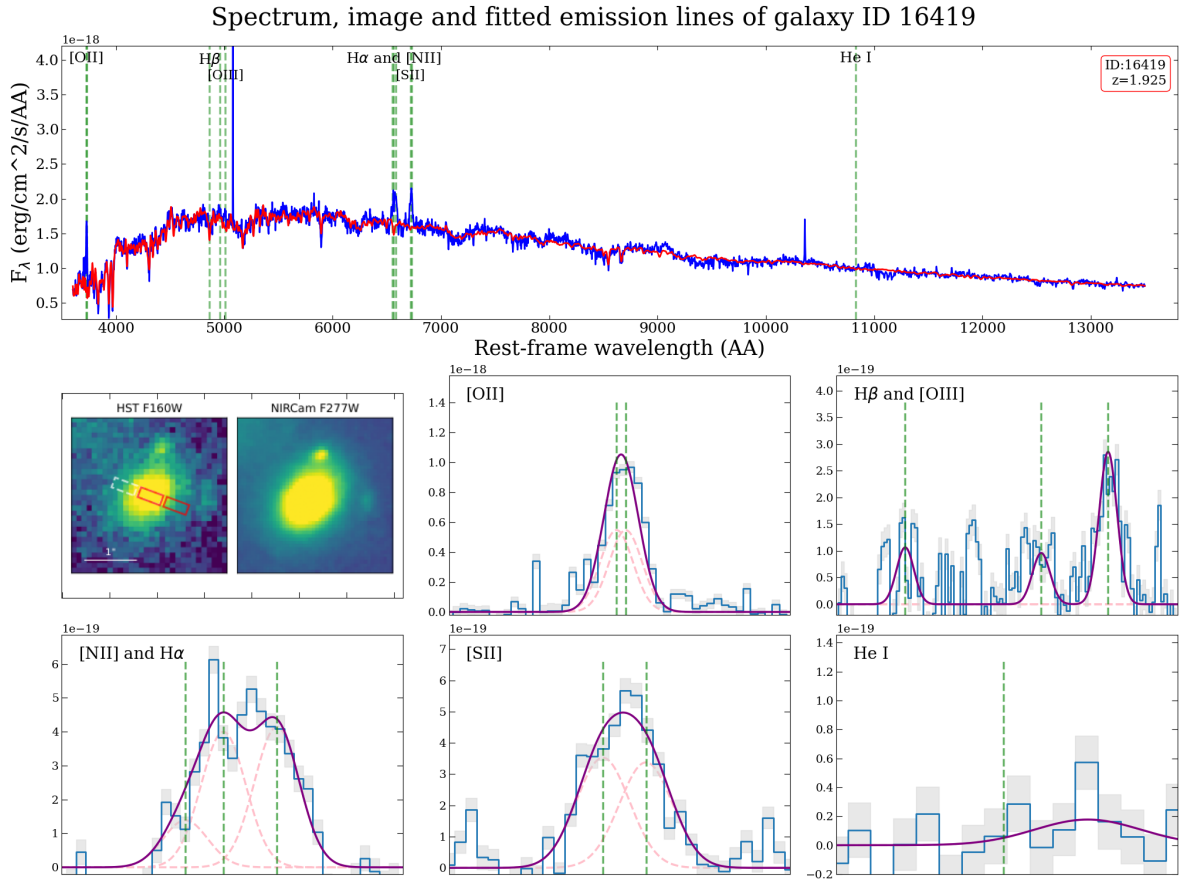 Spectrum, image and fitted emission lines of galaxy ID 16419
1e−18
[OII]
Hβ
[OIII]
Hα and [NII]
[SII]
He I
ID:16419
z=1.925
4.0
3.5
3.0
2.5
2.0
1.5
1.0
0.5
F_λ (erg/cm^2/s/AA)
4000 5000 6000 7000 8000 9000 10000 11000 12000 13000
Rest-frame wavelength (AA)
HST F160W
NIRCam F277W
1"
1e−18
[OII]
1.4
1.2
1.0
0.8
0.6
0.4
0.2
0.0
1e−19
Hβ and [OIII]
4.0
3.5
3.0
2.5
2.0
1.5
1.0
0.5
0.0
1e−19
[NII] and Hα
6
5
4
3
2
1
0
1e−19
[SII]
7
6
5
4
3
2
1
0
1e−19
He I
1.4
1.2
1.0
0.8
0.6
0.4
0.2
0.0
−0.2